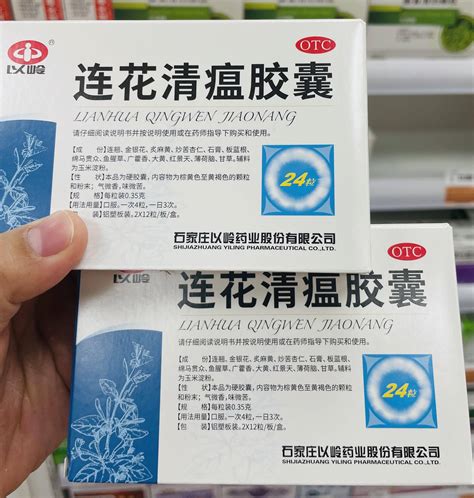 以岭
OTC
连花清瘟胶囊
LIANHUA QINGWEN JIAONANG
请仔细阅读说明书并按说明使用或在药师指导下购买和使用。
【成 份】连翘、金银花、炙麻黄、炒苦杏仁、石膏、板蓝根、
绵马贯众、鱼腥草、广藿香、大黄、红景天、薄荷脑、甘草。辅料
为玉米淀粉。
【性 状】本品为硬胶囊，内容物为棕黄色至黄褐色的颗粒
和粉末；气微香，味微苦。
【规 格】每粒装0.35克
【用法用量】口服。一次4粒，一日3次。
【包 装】铝塑板装。2X12粒/板/盒。
24粒
石家庄以岭药业股份有限公司
SHIJIAZHUANG YILING PHARMACEUTICAL CO.,LTD.
以岭
OTC
连花清瘟胶囊
LIANHUA QINGWEN JIAONANG
请仔细阅读说明书并按说明使用或在药师指导下购买和使用。
【成 份】连翘、金银花、炙麻黄、炒苦杏仁、石膏、板蓝根、
绵马贯众、鱼腥草、广藿香、大黄、红景天、薄荷脑、甘草。辅料
为玉米淀粉。
【性 状】本品为硬胶囊，内容物为棕黄色至黄褐色的颗粒
和粉末；气微香，味微苦。
【规 格】每粒装0.35克
【用法用量】口服。一次4粒，一日3次。
【包 装】铝塑板装。2X12粒/板/盒。
24粒
石家庄以岭药业股份有限公司
SHIJIAZHUANG YILING PHARMACEUTICAL CO.,LTD.